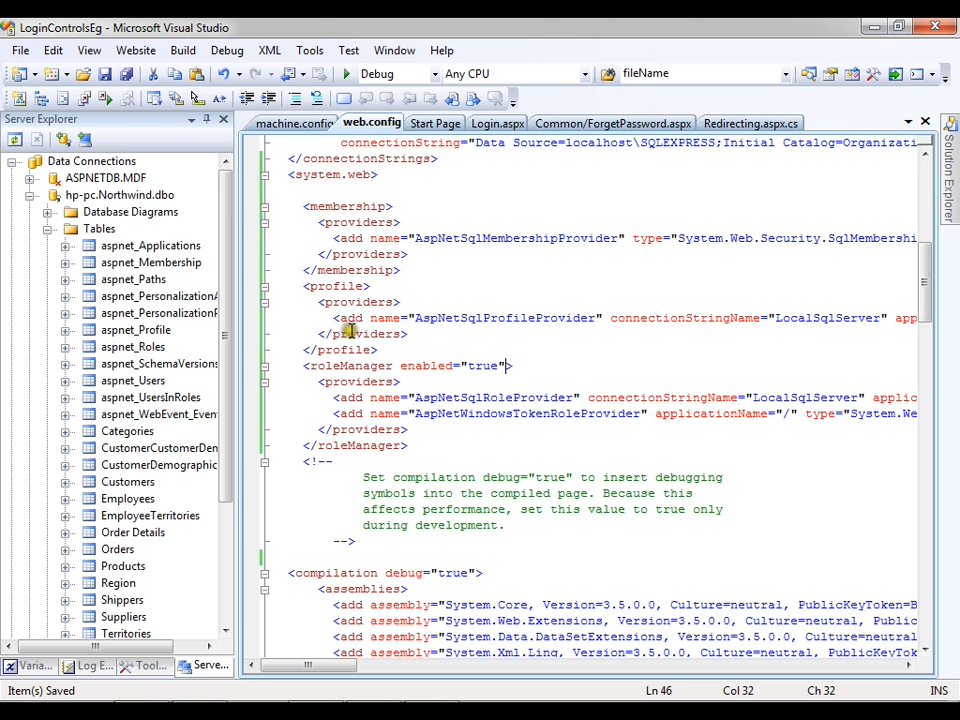 LoginControlsEg - Microsoft Visual Studio
File Edit View Website Build Debug XML Tools Test Window Help
Debug Any CPU fileName
Server Explorer
machine.config web.config Start Page Login.aspx Common/ForgetPassword.aspx Redirecting.aspx.cs
Solution Explorer
Data Connections
ASPNETDB.MDF
hp-pc.Northwind.dbo
Database Diagrams
Tables
aspnet_Applications
aspnet_Membership
aspnet_Paths
aspnet_PersonalizationA
aspnet_Personalization
aspnet_Profile
aspnet_Roles
aspnet_SchemaVersions
aspnet_Users
aspnet_UsersInRoles
aspnet_WebEvent_Even
Categories
CustomerCustomerDen
CustomerDemographic
Customers
Employees
EmployeeTerritories
Order Details
Orders
Products
Region
Shippers
Suppliers
Territories
connectionString="Data Source=localhost\SQLEXPRESS;Initial Catalog=Organizati
</connectionStrings>
<system.web>
<membership>
<providers>
<add name="AspNetSqlMembershipProvider" type="System.Web.Security.SqlMembershi
</providers>
</membership>
<profile>
<providers>
<add name="AspNetSqlProfileProvider" connectionStringName="LocalSqlServer" app
</providers>
</profile>
<roleManager enabled="true">
<providers>
<add name="AspNetSqlRoleProvider" connectionStringName="LocalSqlServer" applic
<add name="AspNetWindowsTokenRoleProvider" applicationName="/" type="System.We
</providers>
</roleManager>
<!--
Set compilation debug="true" to insert debugging
symbols into the compiled page. Because this
affects performance, set this value to true only
during development.
-->
<compilation debug="true">
<assemblies>
<add assembly="System.Core, Version=3.5.0.0, Culture=neutral, PublicKeyToken=B
<add assembly="System.Web.Extensions, Version=3.5.0.0, Culture=neutral, Public
<add assembly="System.Data.DataSetExtensions, Version=3.5.0.0, Culture=neutral
<add assembly="System.Xml.Linq, Version=3.5.0.0, Culture=neutral, PublicKeyTok
Varia... Log E... Tool... Serve...
Item(s) Saved Ln 46 Col 32 Ch 32 INS